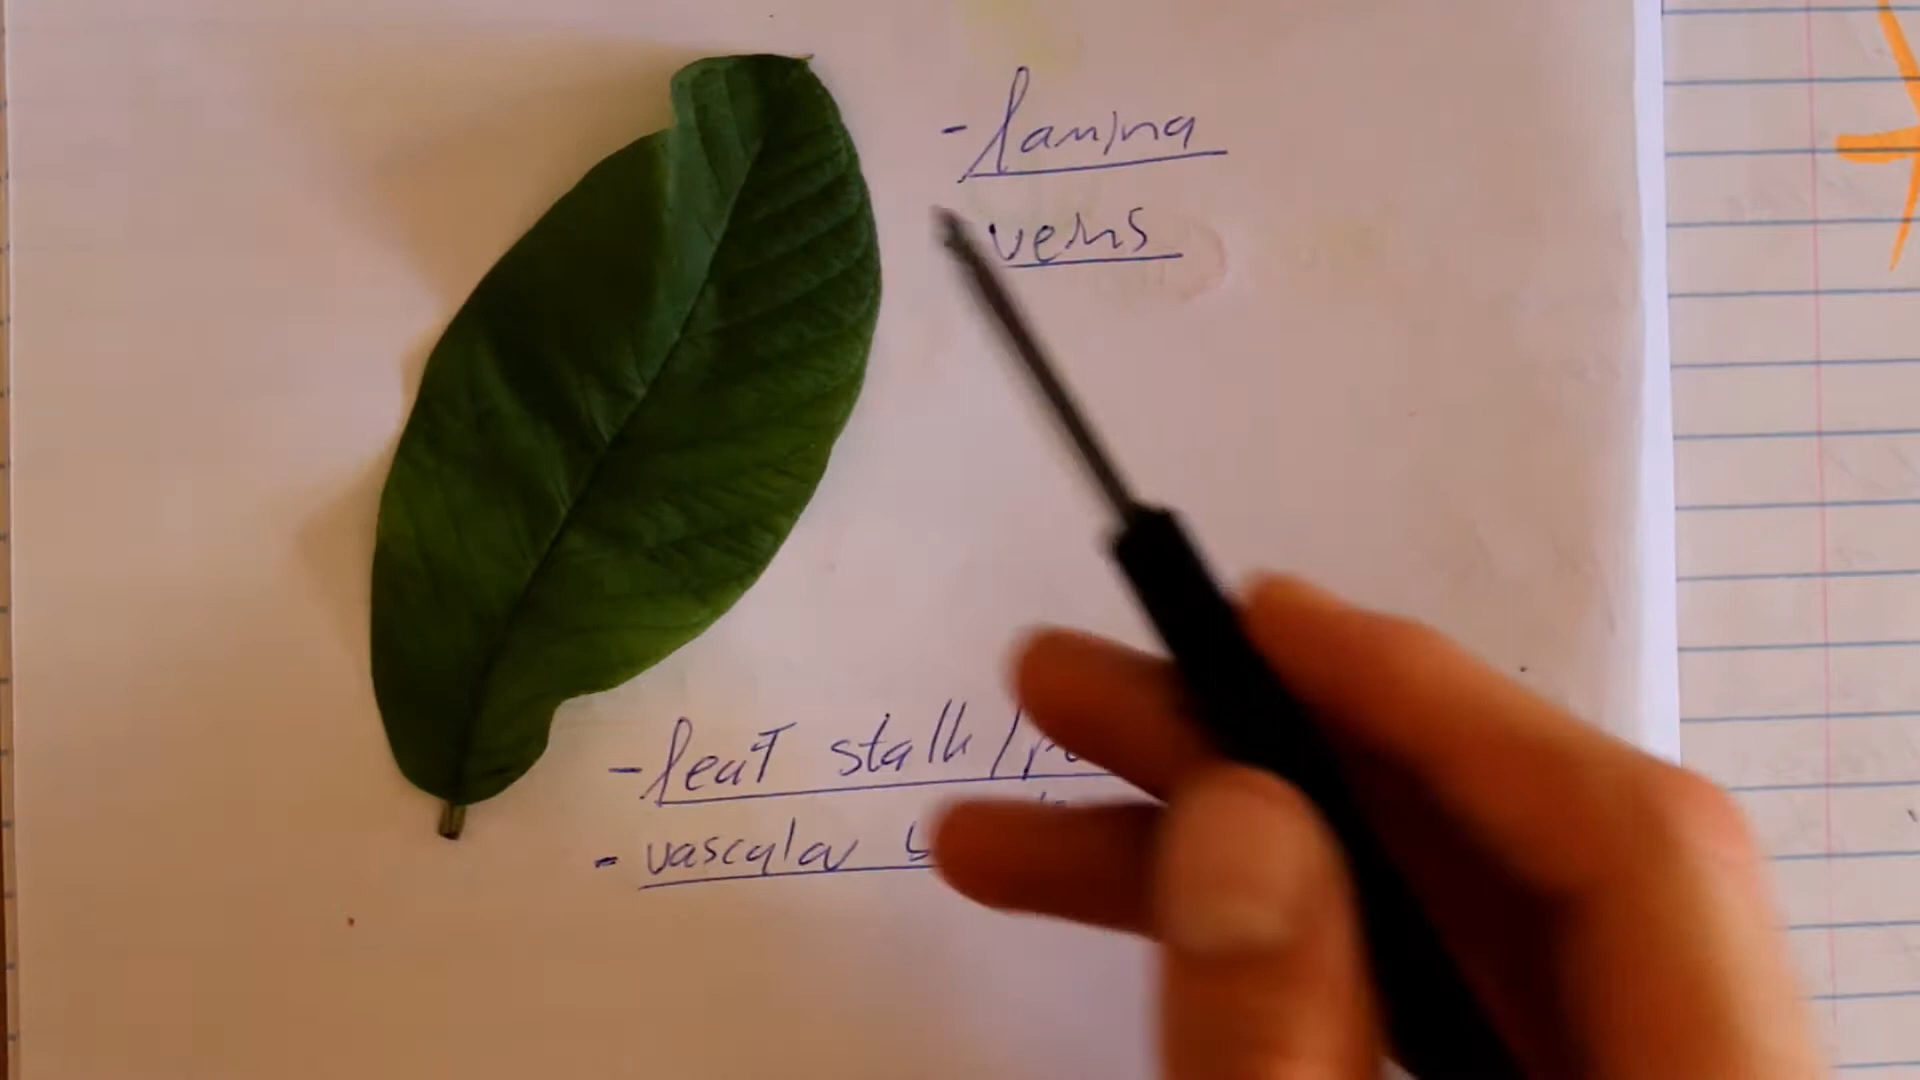 - lamina
veins
- leaf stalk /
- vascular